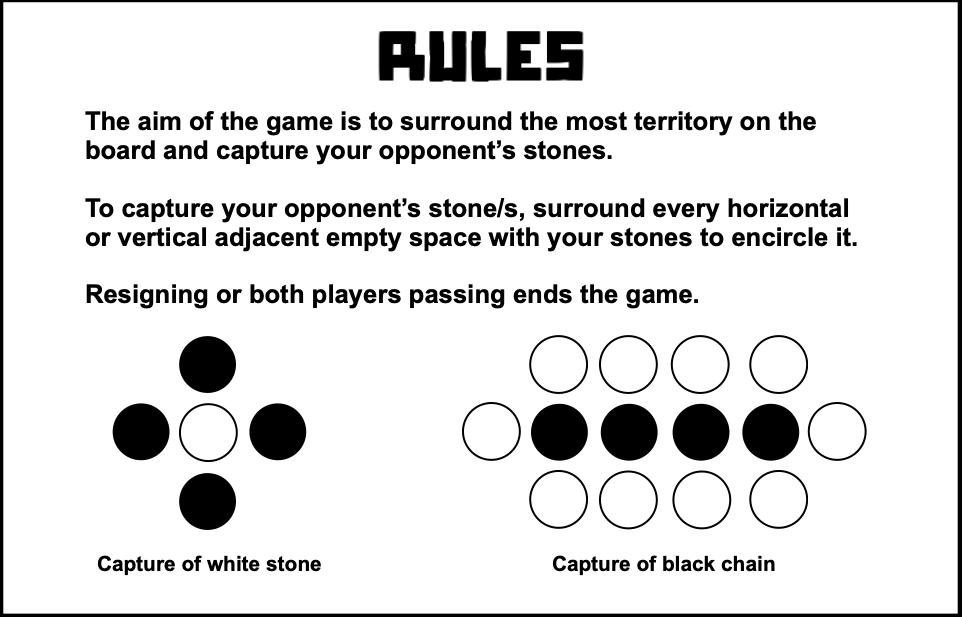 RULES
The aim of the game is to surround the most territory on the
board and capture your opponent’s stones.
To capture your opponent’s stone/s, surround every horizontal
or vertical adjacent empty space with your stones to encircle it.
Resigning or both players passing ends the game.
Capture of white stone
Capture of black chain